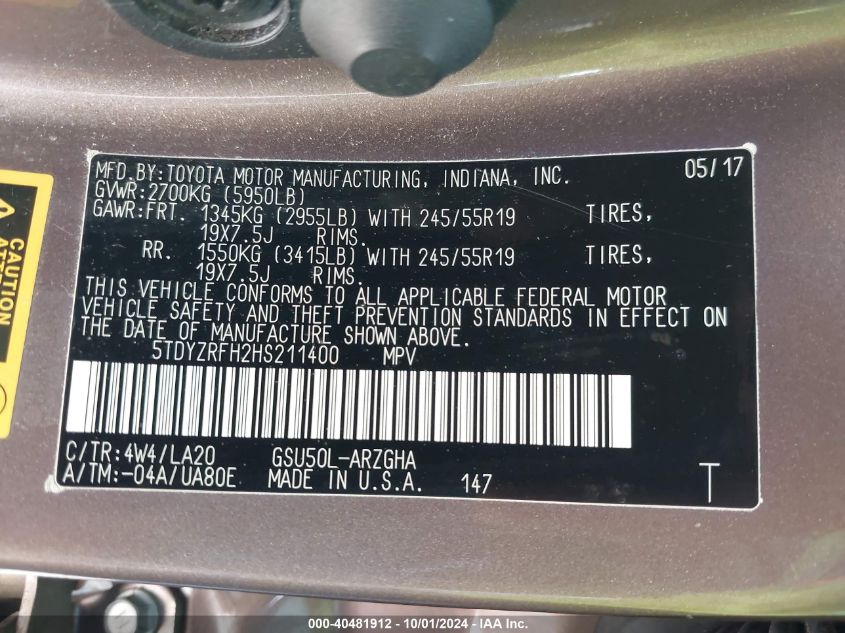 MFD.BY:TOYOTA MOTOR MANUFACTURING, INDIANA, INC. 05/17
GVWR:2700KG (5950LB)
GAWR:FRT. 1345KG (2955LB) WITH 245/55R19 TIRES,
19X7.5J RIMS.
RR. 1550KG (3415LB) WITH 245/55R19 TIRES,
19X7.5J RIMS.
THIS VEHICLE CONFORMS TO ALL APPLICABLE FEDERAL MOTOR
VEHICLE SAFETY AND THEFT PREVENTION STANDARDS IN EFFECT ON
THE DATE OF MANUFACTURE SHOWN ABOVE.
5TDYZRFH2HS211400 MPV
C/TR:4W4/LA20 GSU50L-ARZGHA
A/TM:-04A/UA80E MADE IN U.S.A. 147 T
CAUTION
000-40481912 - 10/01/2024 - IAA Inc.